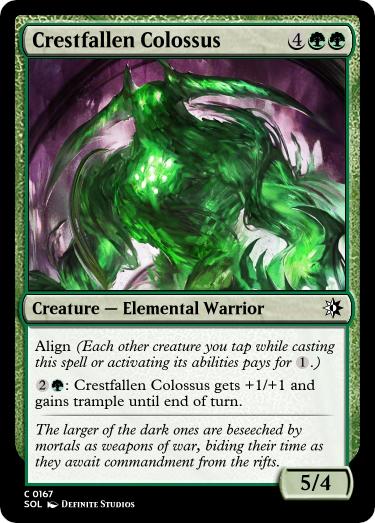 Crestfallen Colossus 4
Creature — Elemental Warrior
Align (Each other creature you tap while casting
this spell or activating its abilities pays for 1.)
2: Crestfallen Colossus gets +1/+1 and
gains trample until end of turn.
The larger of the dark ones are beseeched by
mortals as weapons of war, biding their time as
they await commandment from the rifts.
5/4
C 0167
SOL Definite Studios